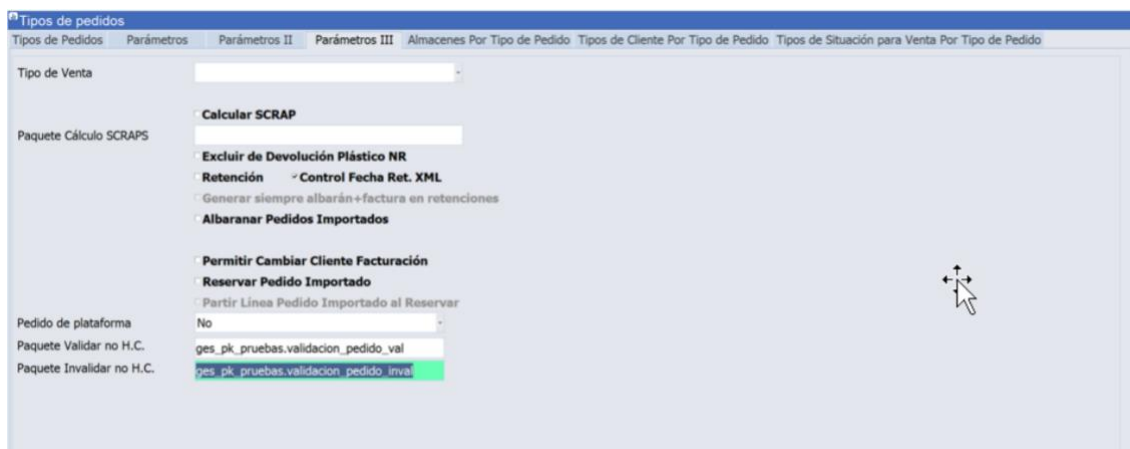 Tipos de pedidos
Tipos de Pedidos Parámetros Parámetros II Parámetros III Almacenes Por Tipo de Pedido Tipos de Cliente Por Tipo de Pedido Tipos de Situación para Venta Por Tipo de Pedido
Tipo de Venta
Calcular SCRAP
Paquete Cálculo SCRAPS
Excluir de Devolución Plástico NR
Retención Control Fecha Ret. XML
Generar siempre albarán+factura en retenciones
Albaranar Pedidos Importados
Permitir Cambiar Cliente Facturación
Reservar Pedido Importado
Partir Línea Pedido Importado al Reservar
Pedido de plataforma No
Paquete Validar no H.C. ges_pk_pruebas.validacion_pedido_val
Paquete Invalidar no H.C. ges_pk_pruebas.validacion_pedido_inval